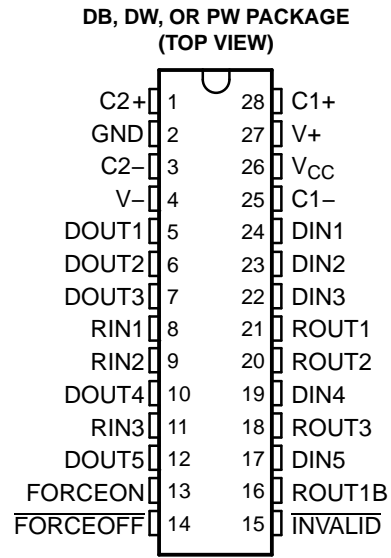 DB, DW, OR PW PACKAGE
(TOP VIEW)
C2+ 1 28 C1+
GND 2 27 V+
C2− 3 26 VCC
V− 4 25 C1−
DOUT1 5 24 DIN1
DOUT2 6 23 DIN2
DOUT3 7 22 DIN3
RIN1 8 21 ROUT1
RIN2 9 20 ROUT2
DOUT4 10 19 DIN4
RIN3 11 18 ROUT3
DOUT5 12 17 DIN5
FORCEON 13 16 ROUT1B
FORCEOFF 14 15 INVALID